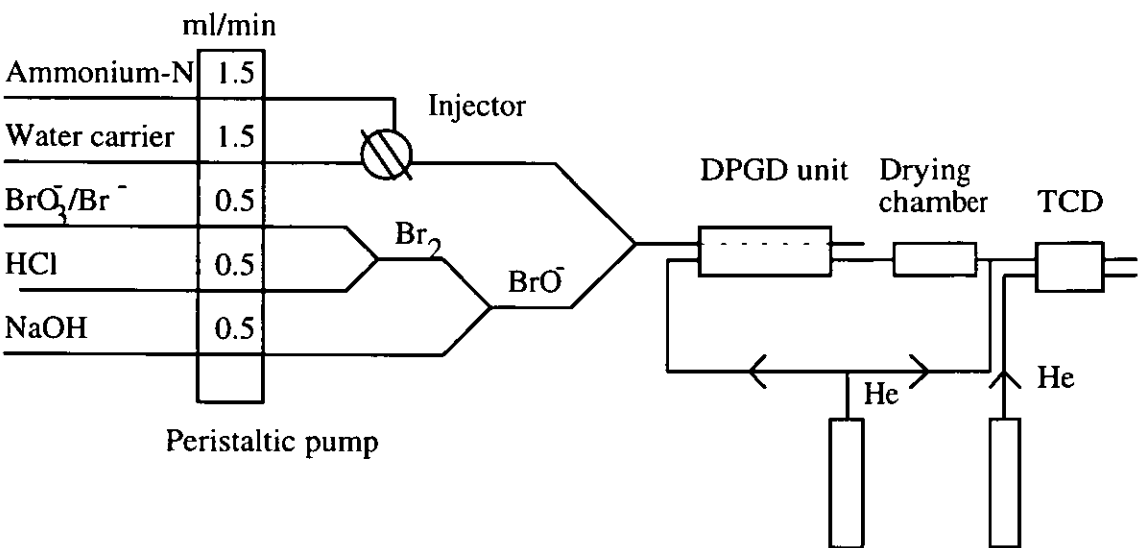 ml/min
Ammonium-N 1.5
Injector
Water carrier 1.5
DPGD unit
Drying
chamber
TCD
BrO₃⁻/Br⁻ 0.5
Br₂
HCl 0.5
BrO⁻
NaOH 0.5
He
He
Peristaltic pump